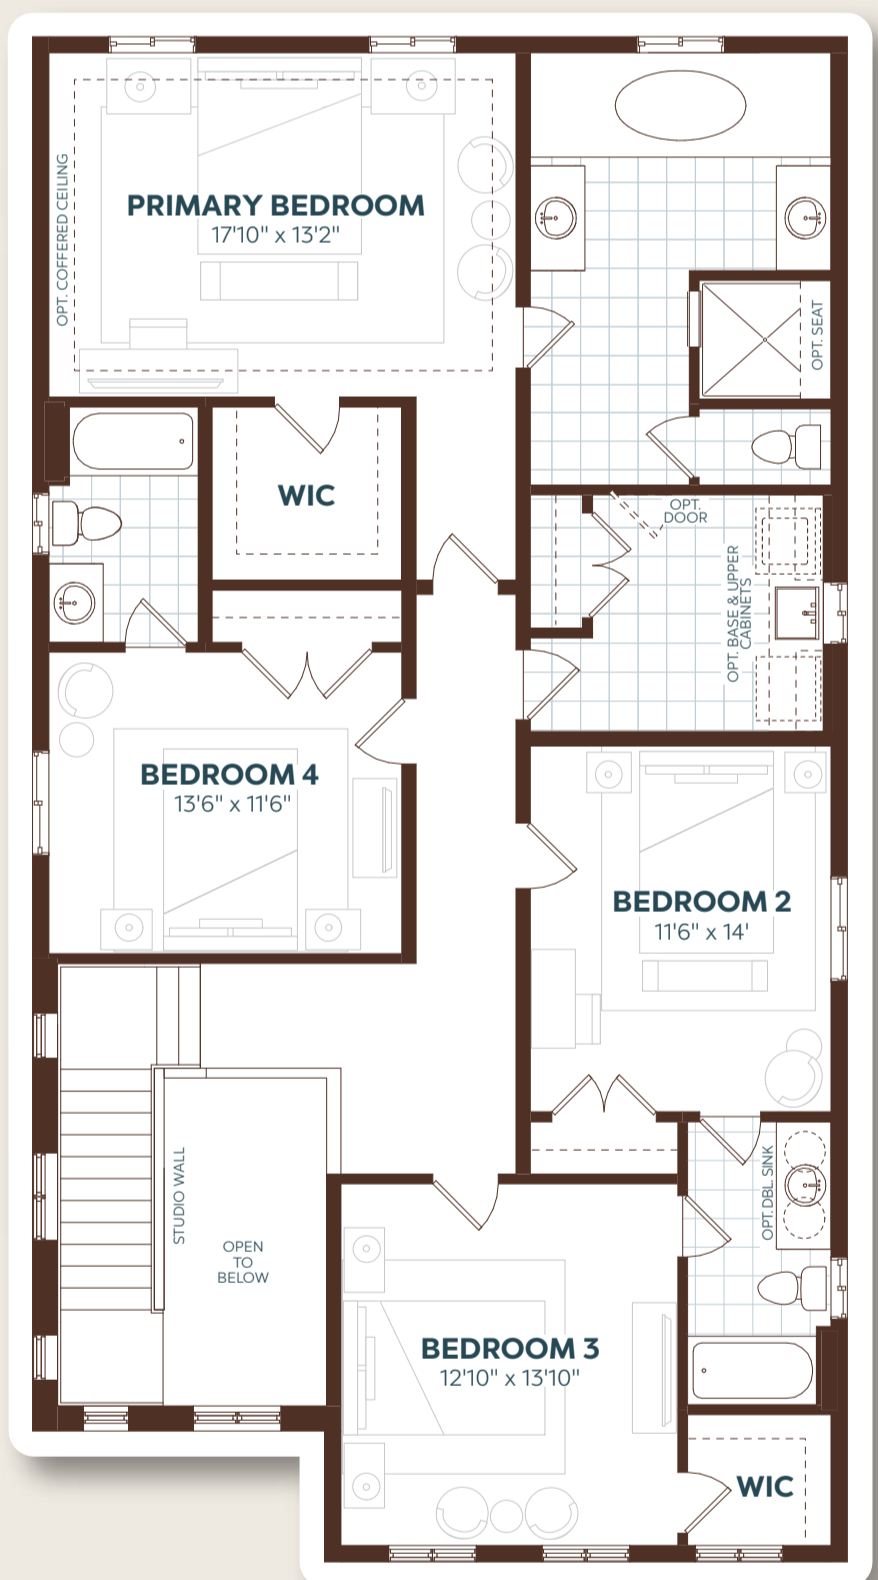 OPT. COFFERED CEILING
PRIMARY BEDROOM
17'10" x 13'2"
OPT. SEAT
WIC
OPT.
DOOR
OPT. BASE & UPPER
CABINETS
BEDROOM 4
13'6" x 11'6"
BEDROOM 2
11'6" x 14'
STUDIO WALL
OPEN
TO
BELOW
OPT. DBL. SINK
BEDROOM 3
12'10" x 13'10"
WIC